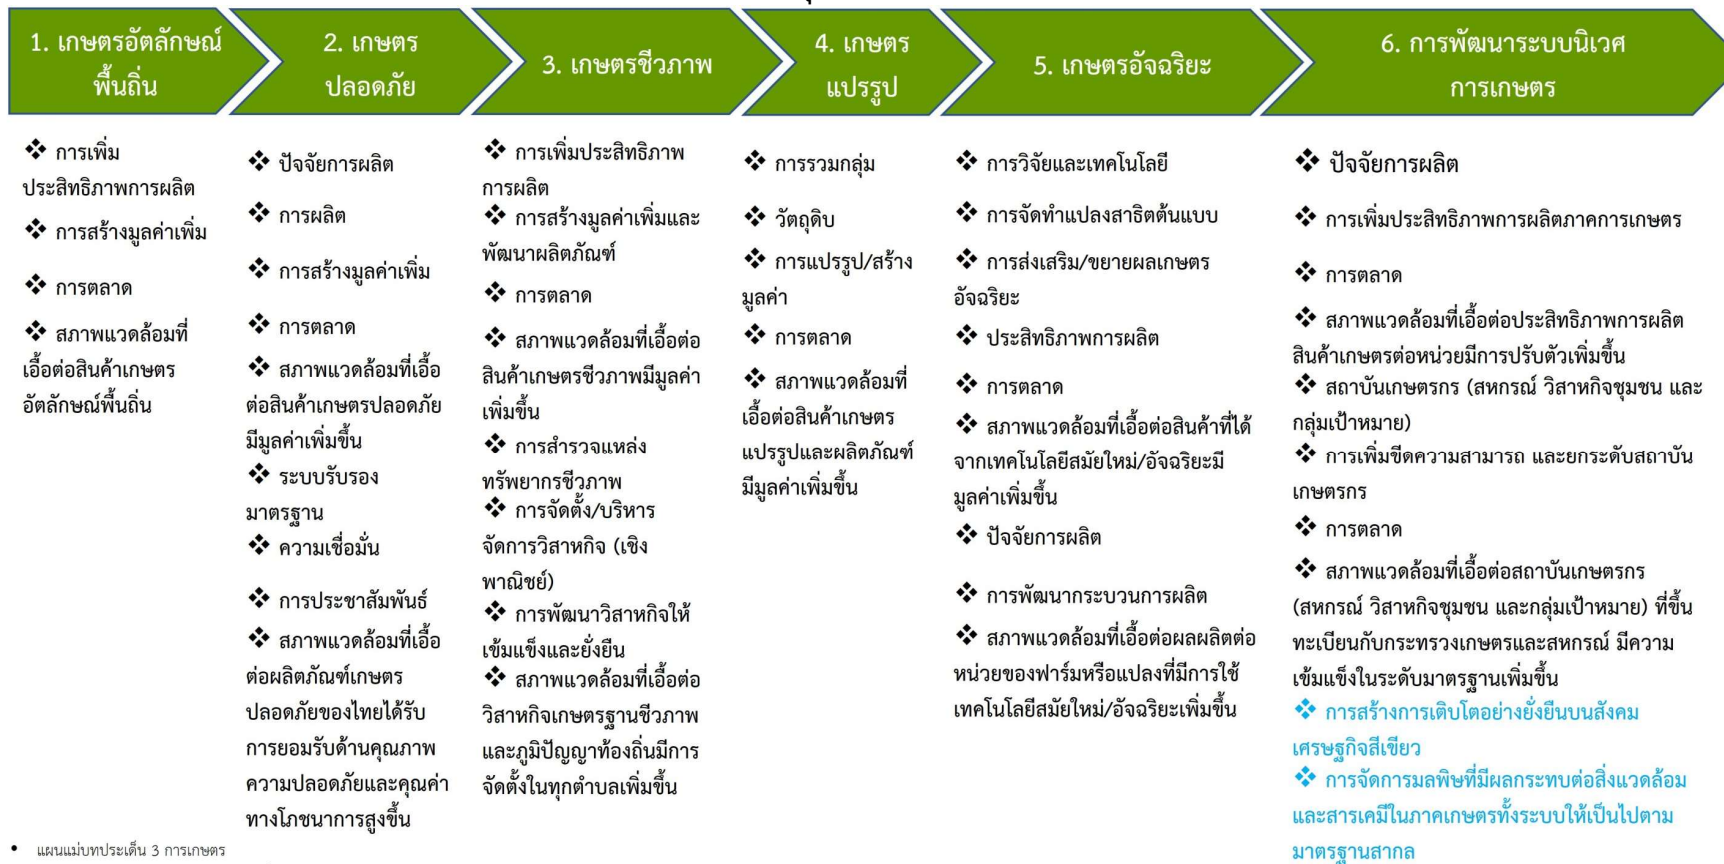 1. เกษตรอัตลักษณ์
พื้นถิ่น
2. เกษตร
ปลอดภัย
3. เกษตรชีวภาพ
4. เกษตร
แปรรูป
5. เกษตรอัจฉริยะ
6. การพัฒนาระบบนิเวศ
การเกษตร
❖ การเพิ่ม
ประสิทธิภาพการผลิต
❖ การสร้างมูลค่าเพิ่ม
❖ การตลาด
❖ สภาพแวดล้อมที่
เอื้อต่อสินค้าเกษตร
อัตลักษณ์พื้นถิ่น
❖ ปัจจัยการผลิต
❖ การผลิต
❖ การสร้างมูลค่าเพิ่ม
❖ การตลาด
❖ สภาพแวดล้อมที่เอื้อ
ต่อสินค้าเกษตรปลอดภัย
มีมูลค่าเพิ่มขึ้น
❖ ระบบรับรอง
มาตรฐาน
❖ ความเชื่อมั่น
❖ การประชาสัมพันธ์
❖ สภาพแวดล้อมที่เอื้อ
ต่อผลิตภัณฑ์เกษตร
ปลอดภัยของไทยได้รับ
การยอมรับด้านคุณภาพ
ความปลอดภัยและคุณค่า
ทางโภชนาการสูงขึ้น
❖ การเพิ่มประสิทธิภาพ
การผลิต
❖ การสร้างมูลค่าเพิ่มและ
พัฒนาผลิตภัณฑ์
❖ การตลาด
❖ สภาพแวดล้อมที่เอื้อต่อ
สินค้าเกษตรชีวภาพมีมูลค่า
เพิ่มขึ้น
❖ การสำรวจแหล่ง
ทรัพยากรชีวภาพ
❖ การจัดตั้ง/บริหาร
จัดการวิสาหกิจ (เชิง
พาณิชย์)
❖ การพัฒนาวิสาหกิจให้
เข้มแข็งและยั่งยืน
❖ สภาพแวดล้อมที่เอื้อต่อ
วิสาหกิจเกษตรฐานชีวภาพ
และภูมิปัญญาท้องถิ่นมีการ
จัดตั้งในทุกตำบลเพิ่มขึ้น
❖ การรวมกลุ่ม
❖ วัตถุดิบ
❖ การแปรรูป/สร้าง
มูลค่า
❖ การตลาด
❖ สภาพแวดล้อมที่
เอื้อต่อสินค้าเกษตร
แปรรูปและผลิตภัณฑ์
มีมูลค่าเพิ่มขึ้น
❖ การวิจัยและเทคโนโลยี
❖ การจัดทำแปลงสาธิตต้นแบบ
❖ การส่งเสริม/ขยายผลเกษตร
อัจฉริยะ
❖ ประสิทธิภาพการผลิต
❖ การตลาด
❖ สภาพแวดล้อมที่เอื้อต่อสินค้าที่ได้
จากเทคโนโลยีสมัยใหม่/อัจฉริยะมี
มูลค่าเพิ่มขึ้น
❖ ปัจจัยการผลิต
❖ การพัฒนากระบวนการผลิต
❖ สภาพแวดล้อมที่เอื้อต่อผลผลิตต่อ
หน่วยของฟาร์มหรือแปลงที่มีการใช้
เทคโนโลยีสมัยใหม่/อัจฉริยะเพิ่มขึ้น
❖ ปัจจัยการผลิต
❖ การเพิ่มประสิทธิภาพการผลิตภาคการเกษตร
❖ การตลาด
❖ สภาพแวดล้อมที่เอื้อต่อประสิทธิภาพการผลิต
สินค้าเกษตรต่อหน่วยมีการปรับตัวเพิ่มขึ้น
❖ สถาบันเกษตรกร (สหกรณ์ วิสาหกิจชุมชน และ
กลุ่มเป้าหมาย)
❖ การเพิ่มขีดความสามารถ และยกระดับสถาบัน
เกษตรกร
❖ การตลาด
❖ สภาพแวดล้อมที่เอื้อต่อสถาบันเกษตรกร
(สหกรณ์ วิสาหกิจชุมชน และกลุ่มเป้าหมาย) ที่ขึ้น
ทะเบียนกับกระทรวงเกษตรและสหกรณ์ มีความ
เข้มแข็งในระดับมาตรฐานเพิ่มขึ้น
❖ การสร้างการเติบโตอย่างยั่งยืนบนสังคม
เศรษฐกิจสีเขียว
❖ การจัดการมลพิษที่มีผลกระทบต่อสิ่งแวดล้อม
และสารเคมีในภาคเกษตรทั้งระบบให้เป็นไปตาม
มาตรฐานสากล
• แผนแม่บทประเด็น 3 การเกษตร